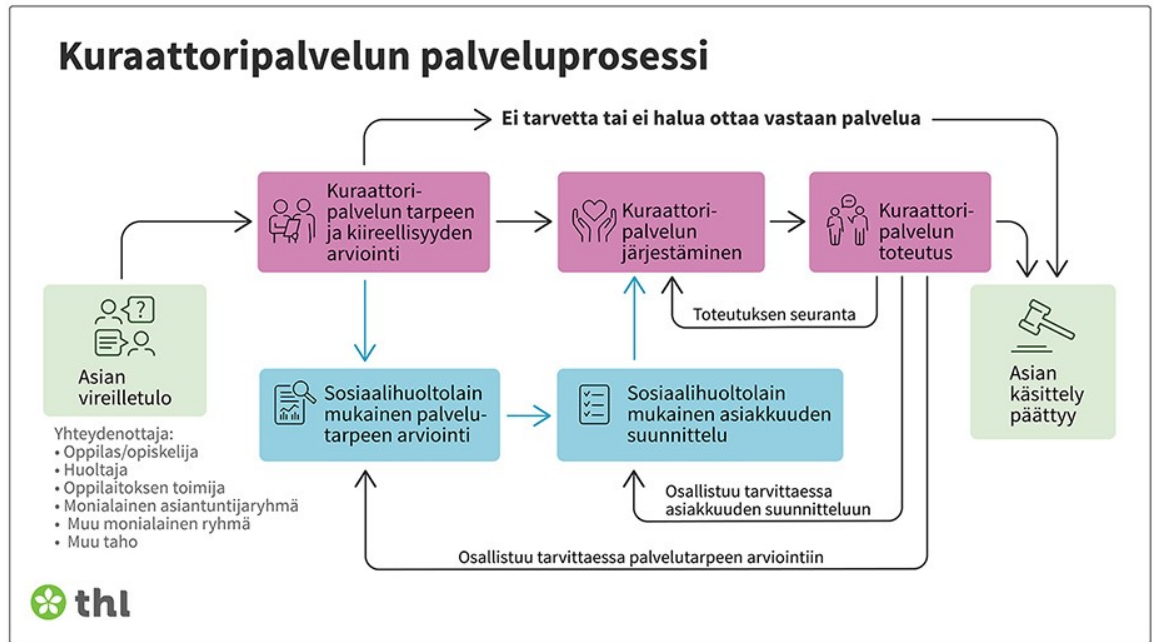 Kuraattoripalvelun palveluprosessi
Ei tarvetta tai ei halua ottaa vastaan palvelua
Kuraattori-
palvelun tarpeen
ja kiireellisyyden
arviointi
Kuraattori-
palvelun
järjestäminen
Kuraattori-
palvelun
toteutus
Toteutuksen seuranta
?
Asian
vireilletulo
Sosiaalihuoltolain
mukainen palvelu-
tarpeen arviointi
Sosiaalihuoltolain
mukainen asiakkuuden
suunnittelu
Asian
käsittely
päättyy
Yhteydenottaja:
• Oppilas/opiskelija
• Huoltaja
• Oppilaitoksen toimija
• Monialainen asiantuntijaryhmä
• Muu monialainen ryhmä
• Muu taho
Osallistuu tarvittaessa
asiakkuuden suunnitteluun
Osallistuu tarvittaessa palvelutarpeen arviointiin
thl